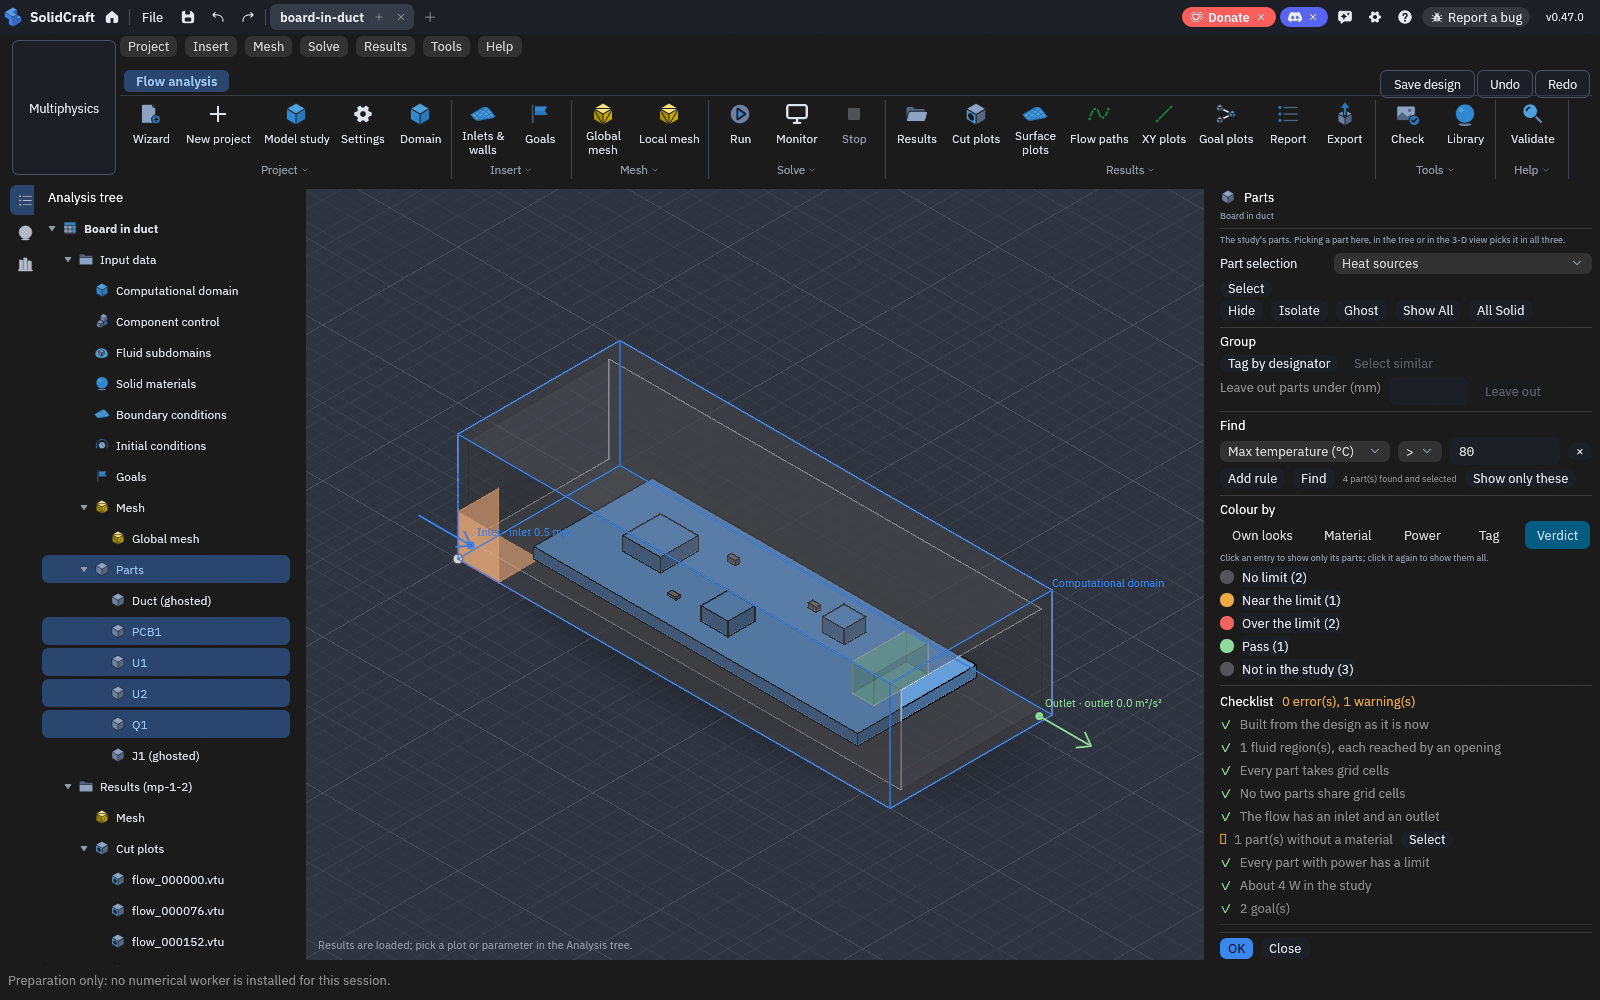 SolidCraft
File
board-in-duct
Donate
Report a bug
v0.47.0
Multiphysics
Project
Insert
Mesh
Solve
Results
Tools
Help
Flow analysis
Save design
Undo
Redo
Wizard
New project
Model study
Settings
Domain
Inlets &
walls
Goals
Global
mesh
Local mesh
Run
Monitor
Stop
Results
Cut plots
Surface
plots
Flow paths
XY plots
Goal plots
Report
Export
Check
Library
Validate
Project
Insert
Mesh
Solve
Results
Tools
Help
Analysis tree
Board in duct
Input data
Computational domain
Component control
Fluid subdomains
Solid materials
Boundary conditions
Initial conditions
Goals
Mesh
Global mesh
Parts
Duct (ghosted)
PCB1
U1
U2
Q1
J1 (ghosted)
Results (mp-1-2)
Mesh
Cut plots
flow_000000.vtu
flow_000076.vtu
flow_000152.vtu
Inlet · inlet 0.5
Computational domain
Outlet · outlet 0.0 m²/s²
Results are loaded; pick a plot or parameter in the Analysis tree.
Parts
Board in duct
The study's parts. Picking a part here, in the tree or in the 3-D view picks it in all three.
Part selection
Heat sources
Select
Hide
Isolate
Ghost
Show All
All Solid
Group
Tag by designator
Select similar
Leave out parts under (mm)
Leave out
Find
Max temperature (°C)
>
80
×
Add rule
Find
4 part(s) found and selected
Show only these
Colour by
Own looks
Material
Power
Tag
Verdict
Click an entry to show only its parts; click it again to show them all.
No limit (2)
Near the limit (1)
Over the limit (2)
Pass (1)
Not in the study (3)
Checklist
0 error(s), 1 warning(s)
✓ Built from the design as it is now
✓ 1 fluid region(s), each reached by an opening
✓ Every part takes grid cells
✓ No two parts share grid cells
✓ The flow has an inlet and an outlet
1 part(s) without a material
Select
✓ Every part with power has a limit
✓ About 4 W in the study
✓ 2 goal(s)
OK
Close
Preparation only: no numerical worker is installed for this session.